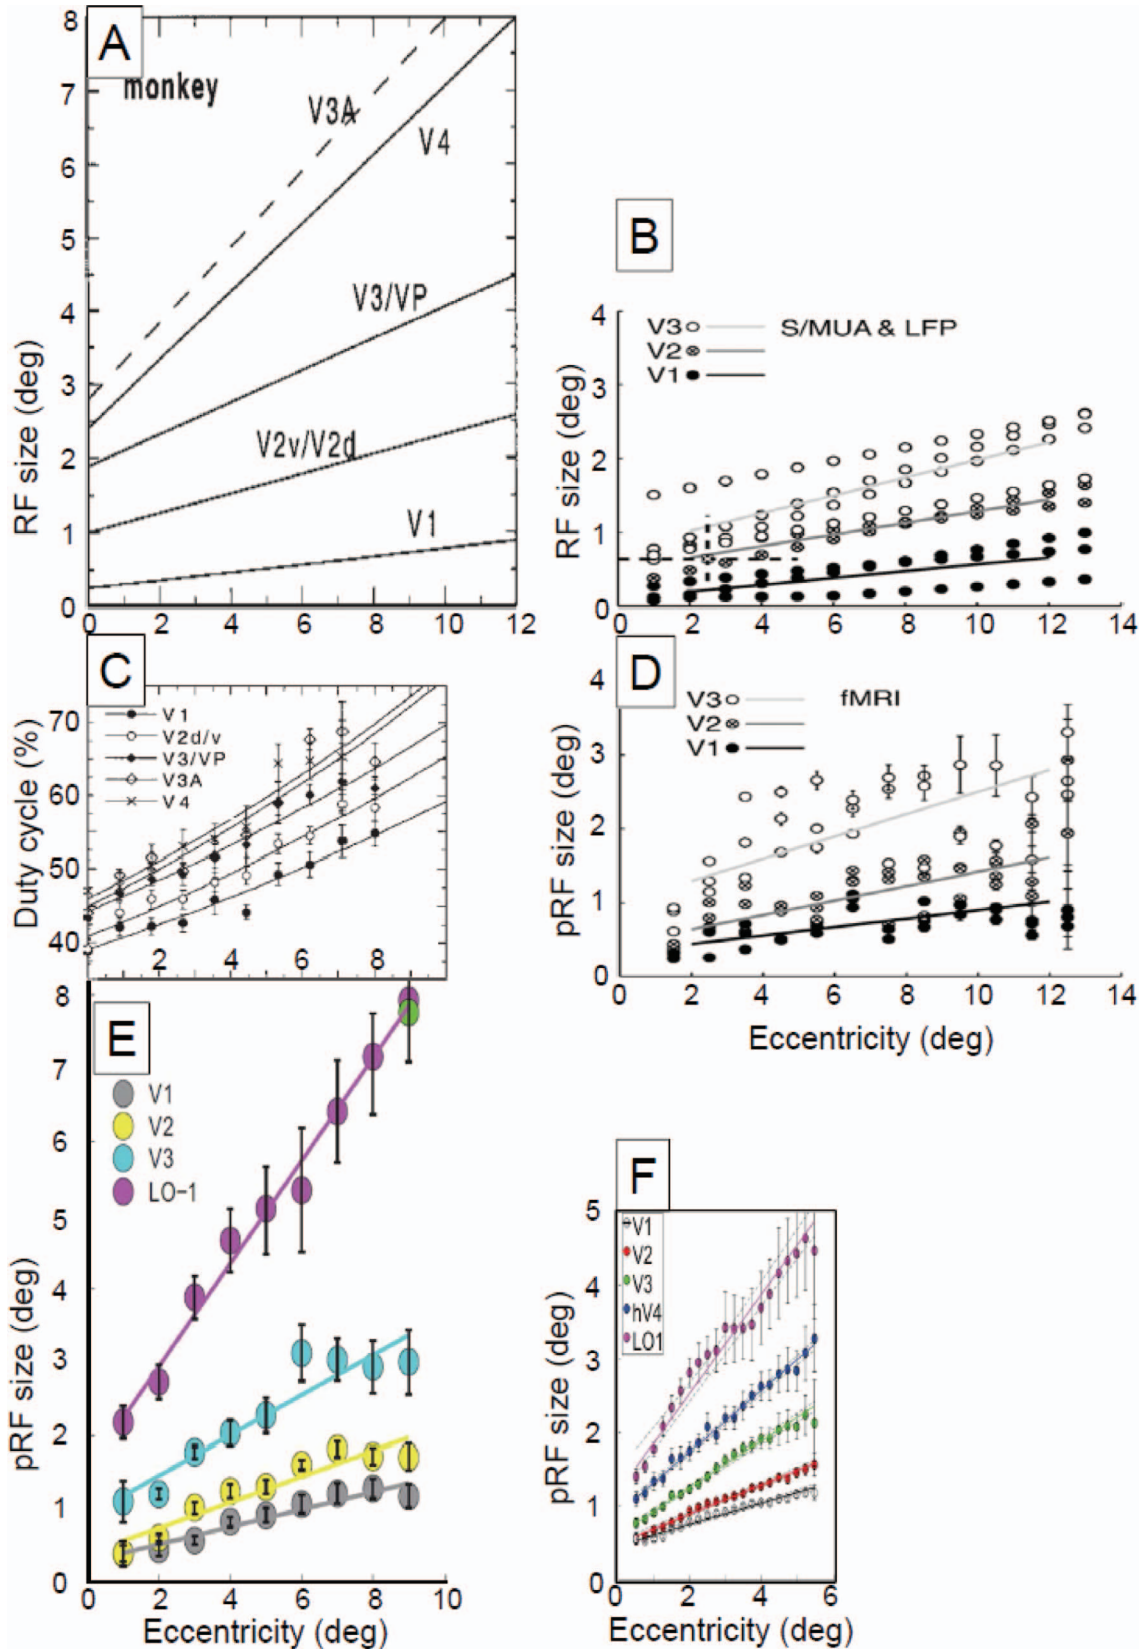 A
monkey
V3A
V4
V3/VP
V2v/V2d
V1
RF size (deg)
8
7
6
5
4
3
2
1
0
0 2 4 6 8 10 12
B
V3 S/MUA & LFP
V2
V1
RF size (deg)
4
3
2
1
0
0 2 4 6 8 10 12 14
C
V1
V2d/v
V3/VP
V3A
V4
Duty cycle (%)
70
60
50
40
2 4 6 8
D
V3 fMRI
V2
V1
pRF size (deg)
4
3
2
1
0
0 2 4 6 8 10 12 14
Eccentricity (deg)
E
V1
V2
V3
LO-1
pRF size (deg)
8
7
6
5
4
3
2
1
0
0 2 4 6 8 10
Eccentricity (deg)
F
V1
V2
V3
hV4
LO1
pRF size (deg)
5
4
3
2
1
0
0 2 4 6
Eccentricity (deg)